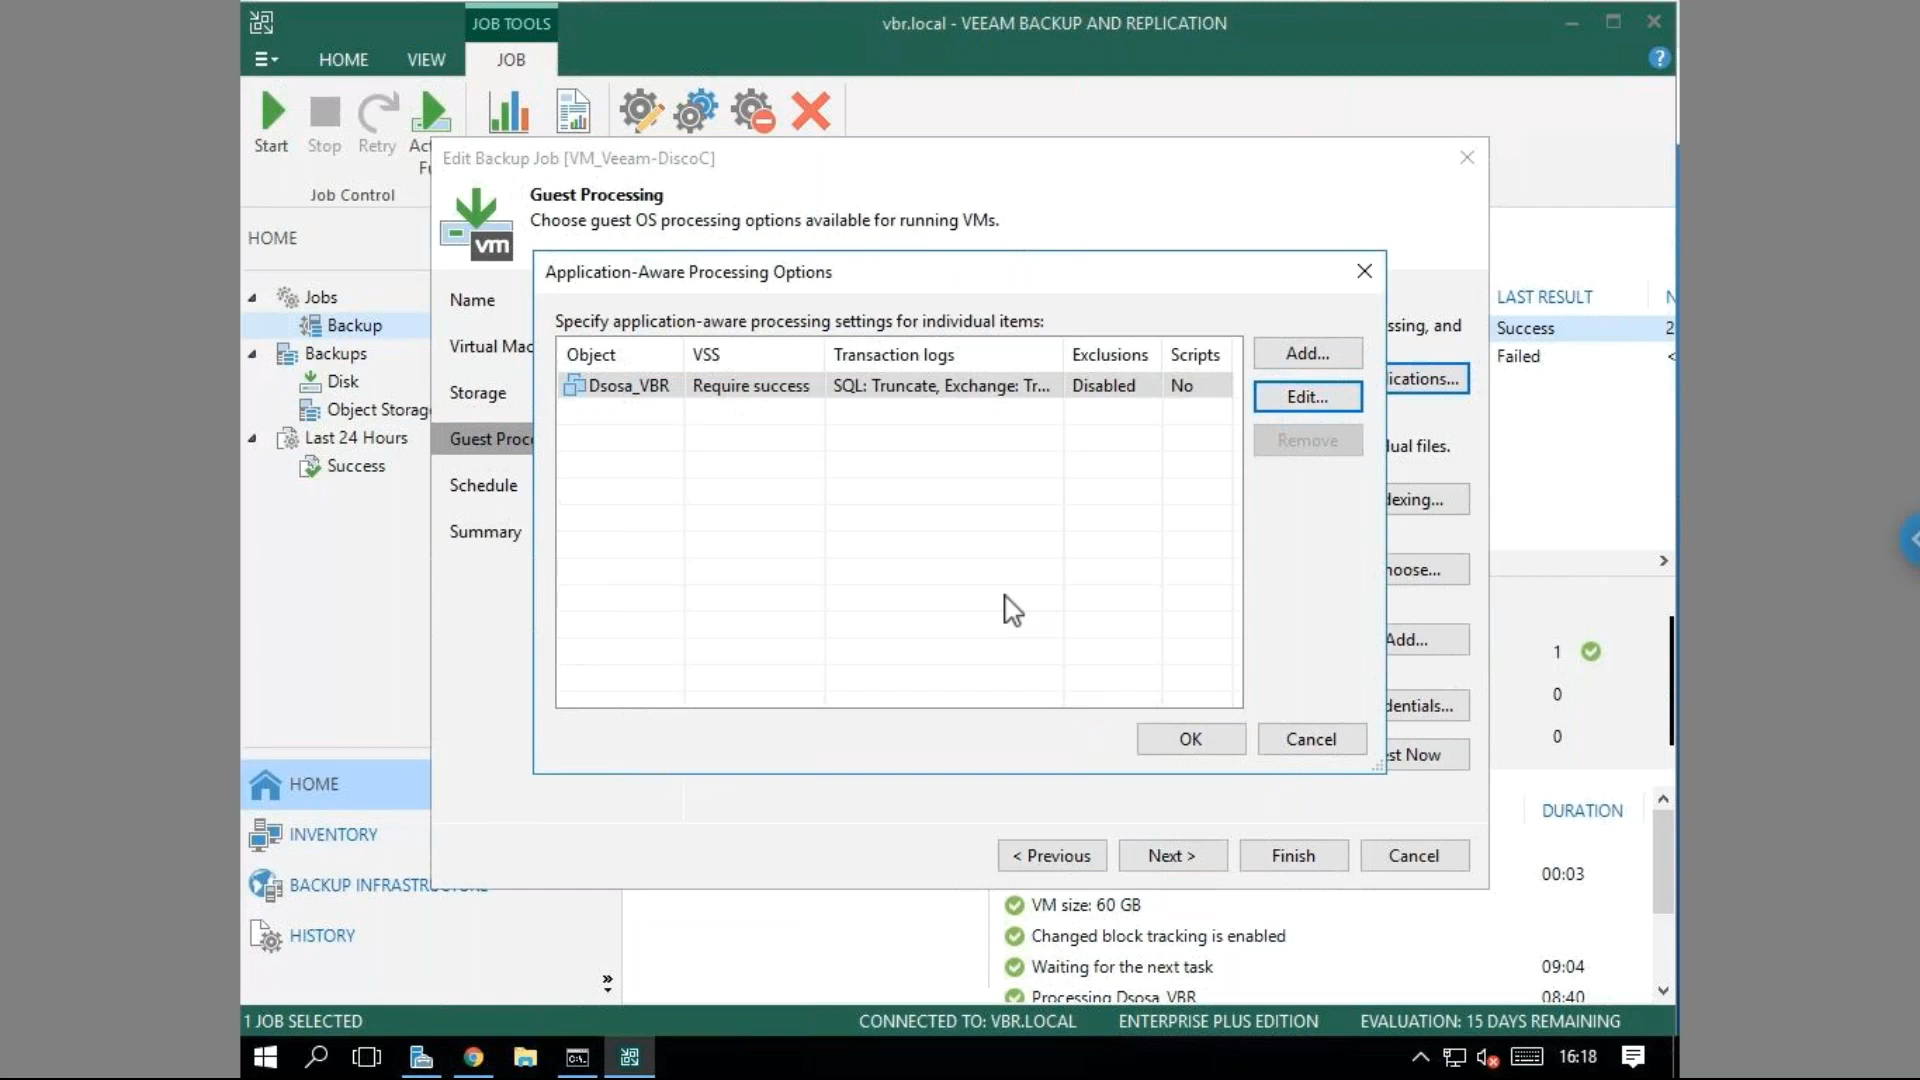 JOB TOOLS
vbr.local - VEEAM BACKUP AND REPLICATION
HOME
VIEW
JOB
Start
Stop
Retry
Job Control
Edit Backup Job [VM_Veeam-DiscoC]
Guest Processing
Choose guest OS processing options available for running VMs.
vm
HOME
Jobs
Backup
Backups
Disk
Object Storag
Last 24 Hours
Success
Name
Virtual Mac
Storage
Guest Proc
Schedule
Summary
Application-Aware Processing Options
Specify application-aware processing settings for individual items:
Object
VSS
Transaction logs
Exclusions
Scripts
Dsosa_VBR
Require success
SQL: Truncate, Exchange: Tr...
Disabled
No
Add...
Edit...
Remove
OK
Cancel
ssing, and
ications...
ual files.
exing...
oose...
Add...
dentials...
st Now
LAST RESULT
N
Success
2
Failed
<
1
0
0
< Previous
Next >
Finish
Cancel
HOME
INVENTORY
BACKUP INFRASTRUCTURE
HISTORY
DURATION
00:03
VM size: 60 GB
Changed block tracking is enabled
Waiting for the next task
09:04
Processing Dsosa_VBR
08:40
1 JOB SELECTED
CONNECTED TO: VBR.LOCAL
ENTERPRISE PLUS EDITION
EVALUATION: 15 DAYS REMAINING
16:18